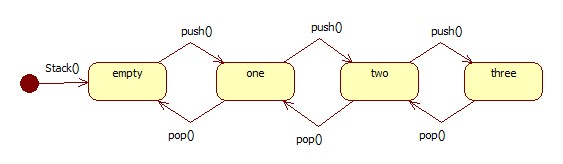 push()
push()
push()
Stack()
empty
one
two
three
pop()
pop()
pop()